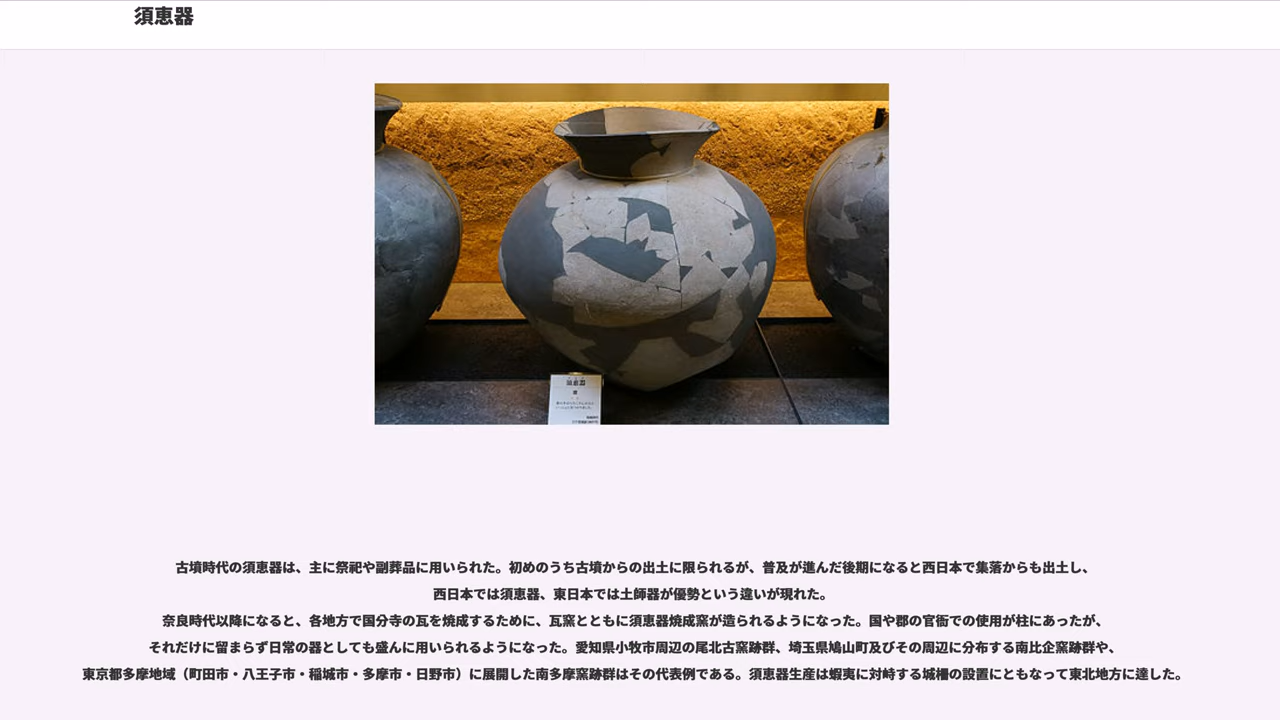 須恵器
須恵器
古墳時代の須恵器は、主に祭祀や副葬品に用いられた。初めのうち古墳からの出土に限られるが、普及が進んだ後期になると西日本で集落からも出土し、
西日本では須恵器、東日本では土師器が優勢という違いが現れた。
奈良時代以降になると、各地方で国分寺の瓦を焼成するために、瓦窯とともに須恵器焼成窯が造られるようになった。国や郡の官衙での使用が柱にあったが、
それだけに留まらず日常の器としても盛んに用いられるようになった。愛知県小牧市周辺の尾北古窯跡群、埼玉県鳩山町及びその周辺に分布する南比企窯跡群や、
東京都多摩地域（町田市・八王子市・稲城市・多摩市・日野市）に展開した南多摩窯跡群はその代表例である。須恵器生産は蝦夷に対峙する城柵の設置にともなって東北地方に達した。